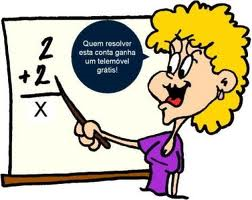 Quem resolver
esta conta ganha
um telemóvel
grátis!
2
+2
X